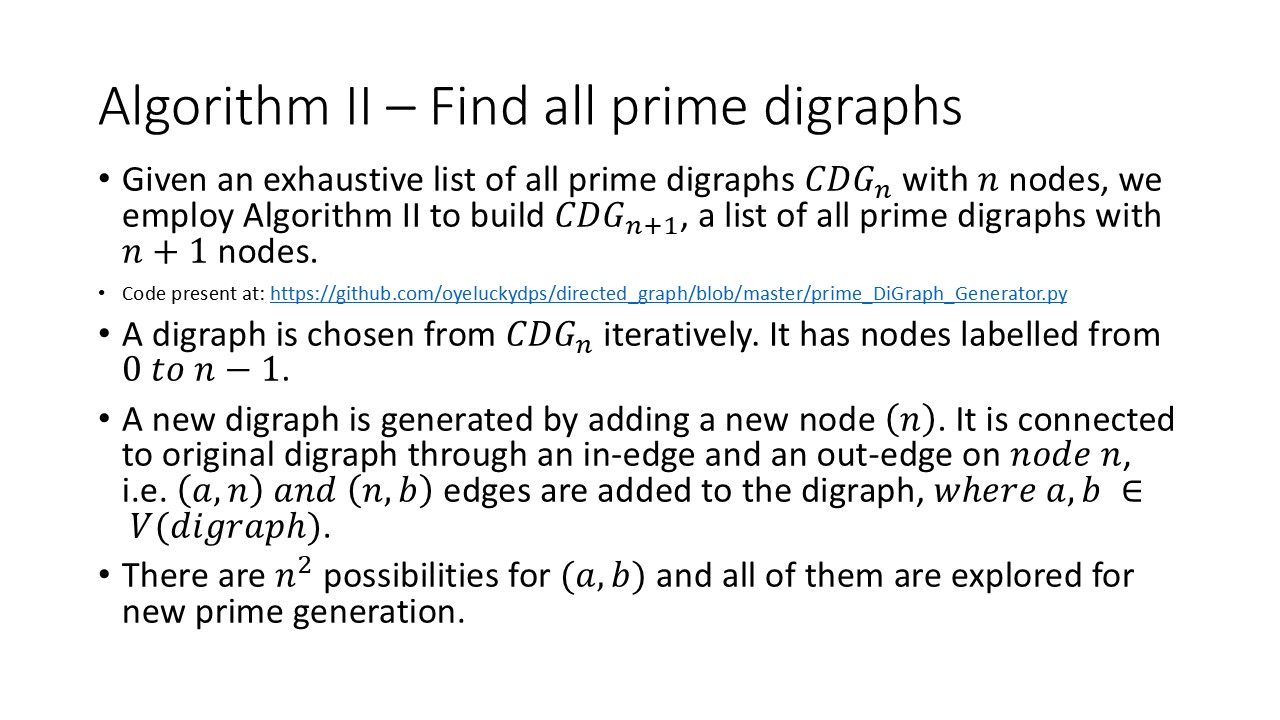 Algorithm II – Find all prime digraphs
• Given an exhaustive list of all prime digraphs 𝐶𝐷𝐺ₙ with 𝑛 nodes, we
employ Algorithm II to build 𝐶𝐷𝐺ₙ₊₁, a list of all prime digraphs with
𝑛 + 1 nodes.
• Code present at: https://github.com/oyeluckydps/directed_graph/blob/master/prime_DiGraph_Generator.py
• A digraph is chosen from 𝐶𝐷𝐺ₙ iteratively. It has nodes labelled from
0 𝑡𝑜 𝑛 − 1.
• A new digraph is generated by adding a new node (𝑛). It is connected
to original digraph through an in-edge and an out-edge on 𝑛𝑜𝑑𝑒 𝑛,
i.e. (𝑎, 𝑛) 𝑎𝑛𝑑 (𝑛, 𝑏) edges are added to the digraph, 𝑤ℎ𝑒𝑟𝑒 𝑎, 𝑏 ∈
𝑉(𝑑𝑖𝑔𝑟𝑎𝑝ℎ).
• There are 𝑛² possibilities for (𝑎, 𝑏) and all of them are explored for
new prime generation.